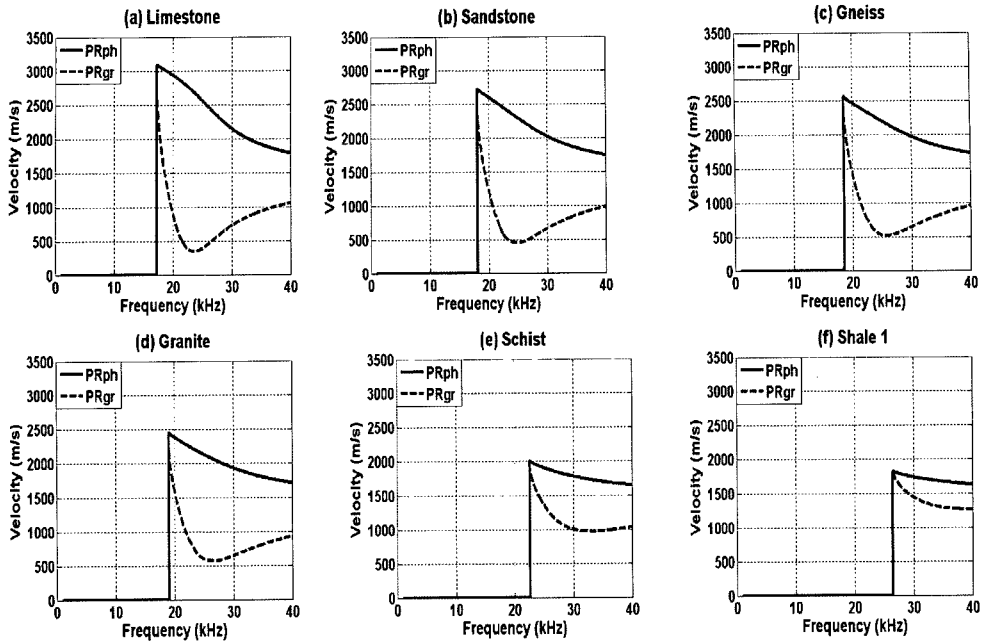 (a) Limestone
3500
3000
2500
2000
1500
1000
500
0
Velocity (m/s)
PRph
PRgr
0 10 20 30 40
Frequency (kHz)
(b) Sandstone
3500
3000
2500
2000
1500
1000
500
0
Velocity (m/s)
PRph
PRgr
0 10 20 30 40
Frequency (kHz)
(c) Gneiss
3500
3000
2500
2000
1500
1000
500
0
Velocity (m/s)
PRph
PRgr
0 10 20 30 40
Frequency (kHz)
(d) Granite
3500
3000
2500
2000
1500
1000
500
0
Velocity (m/s)
PRph
PRgr
0 10 20 30 40
Frequency (kHz)
(e) Schist
3500
3000
2500
2000
1500
1000
500
0
Velocity (m/s)
PRph
PRgr
0 10 20 30 40
Frequency (kHz)
(f) Shale 1
3500
3000
2500
2000
1500
1000
500
0
Velocity (m/s)
PRph
PRgr
0 10 20 30 40
Frequency (kHz)